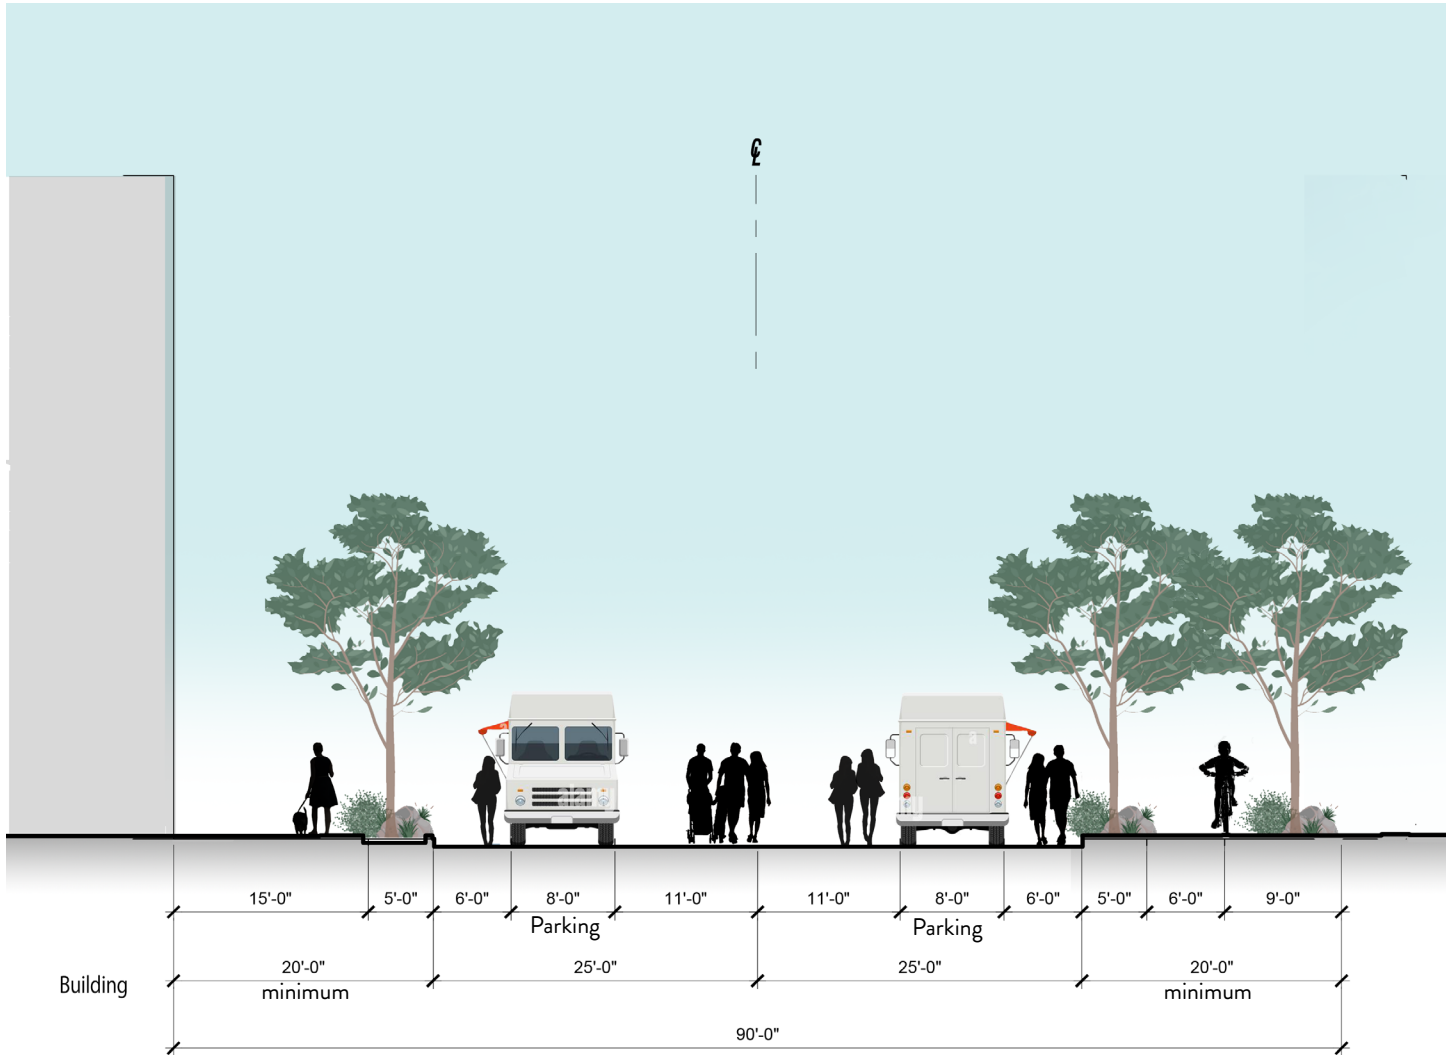 ℄
15'-0" 5'-0" 6'-0" 8'-0" 11'-0" 11'-0" 8'-0" 6'-0" 5'-0" 6'-0" 9'-0"
Parking Parking
20'-0" 25'-0" 25'-0" 20'-0"
Building minimum minimum
90'-0"